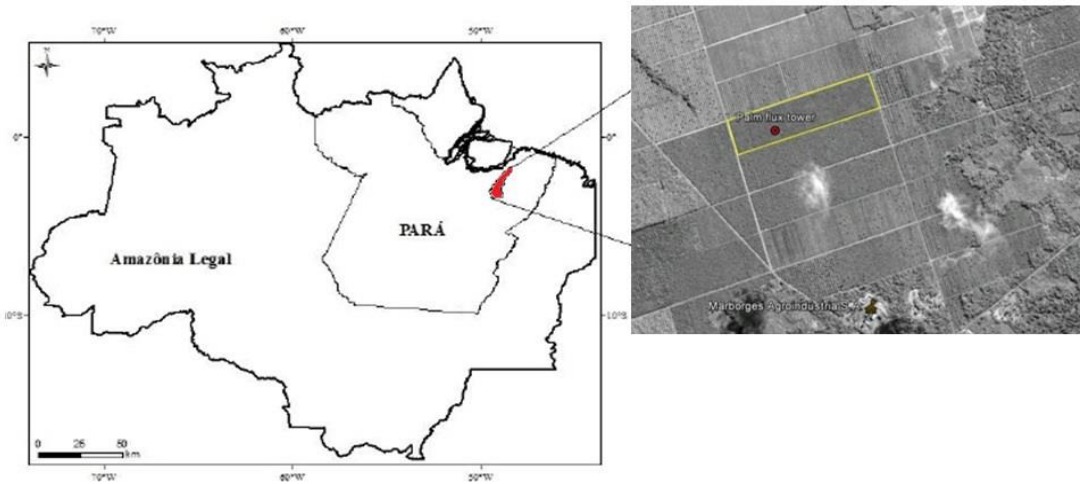 70°W 60°W 50°W
N
0° 0°
PARÁ
Amazônia Legal
10°S 10°S
0 25 50
km
70°W 60°W 50°W
Palm flux tower
Marborges Agroindustria S.